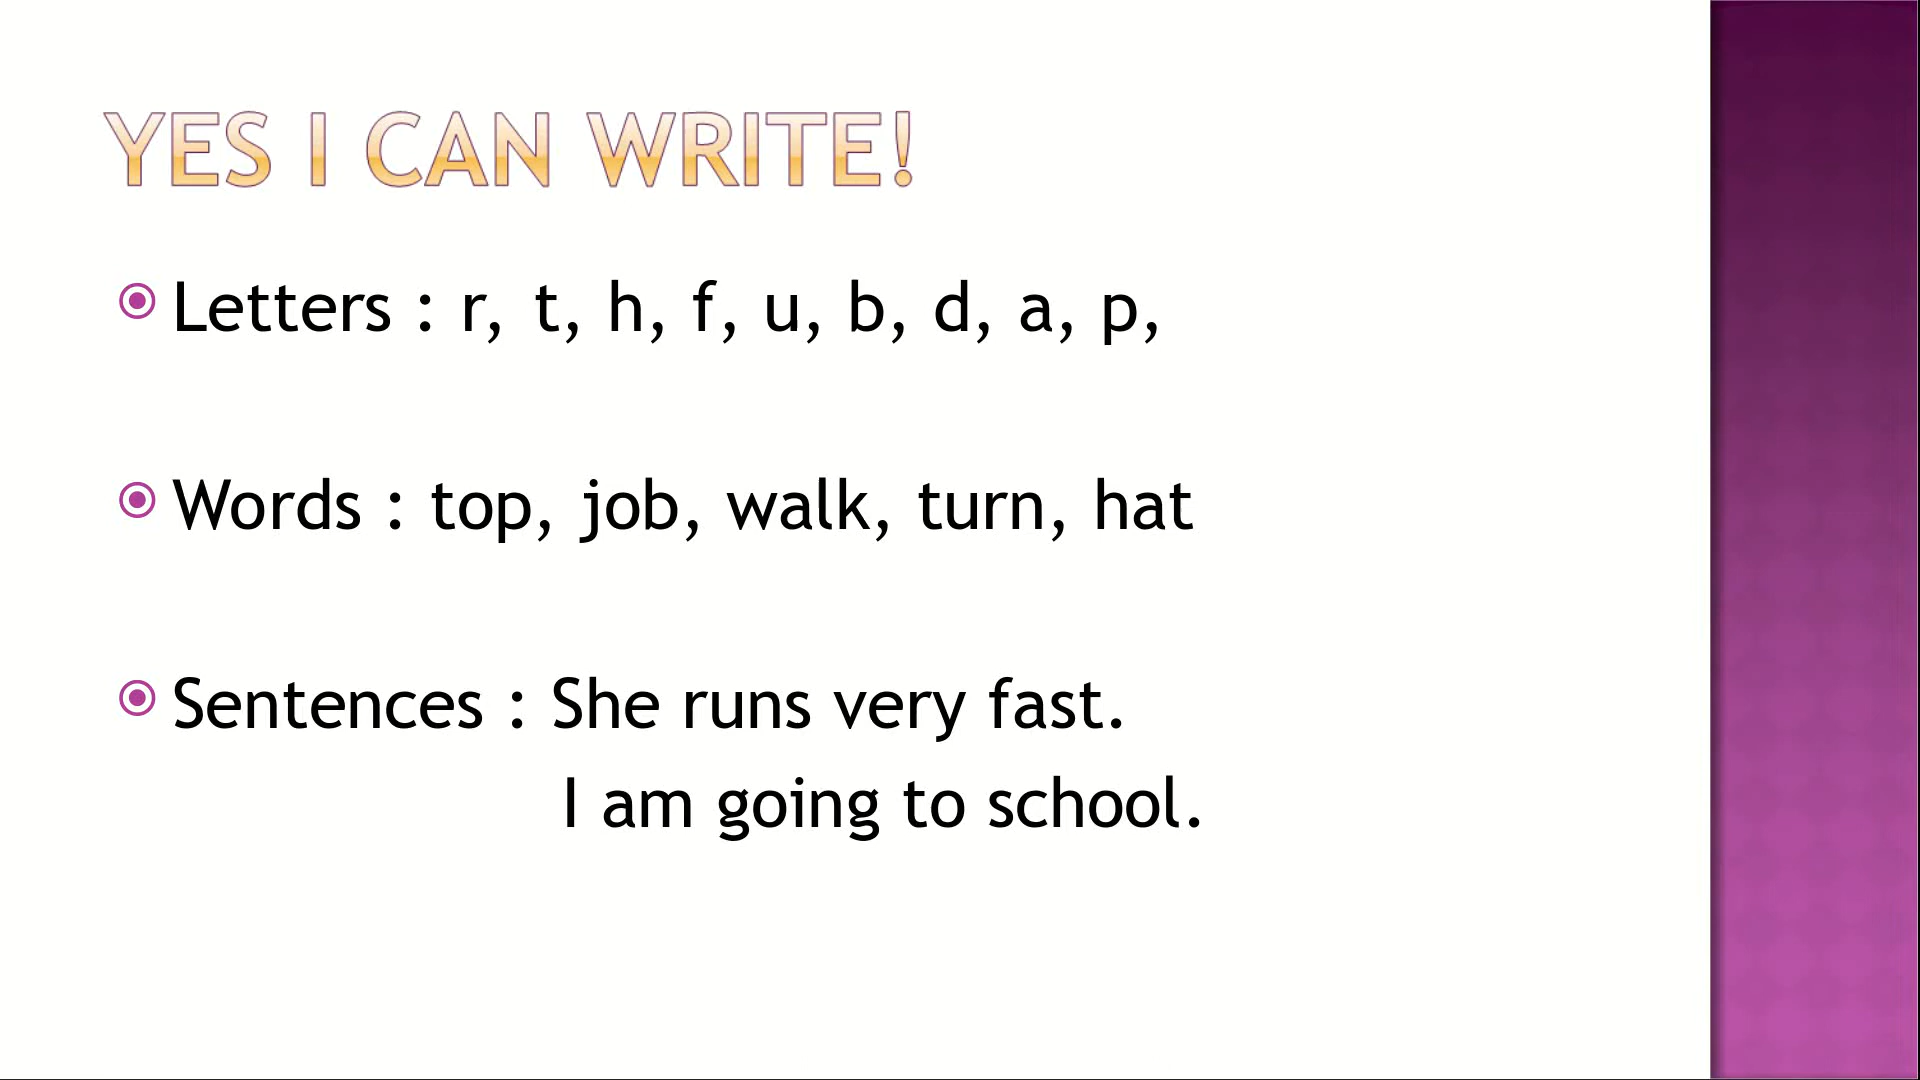 YES I CAN WRITE!
Letters : r, t, h, f, u, b, d, a, p,
Words : top, job, walk, turn, hat
Sentences : She runs very fast.
I am going to school.